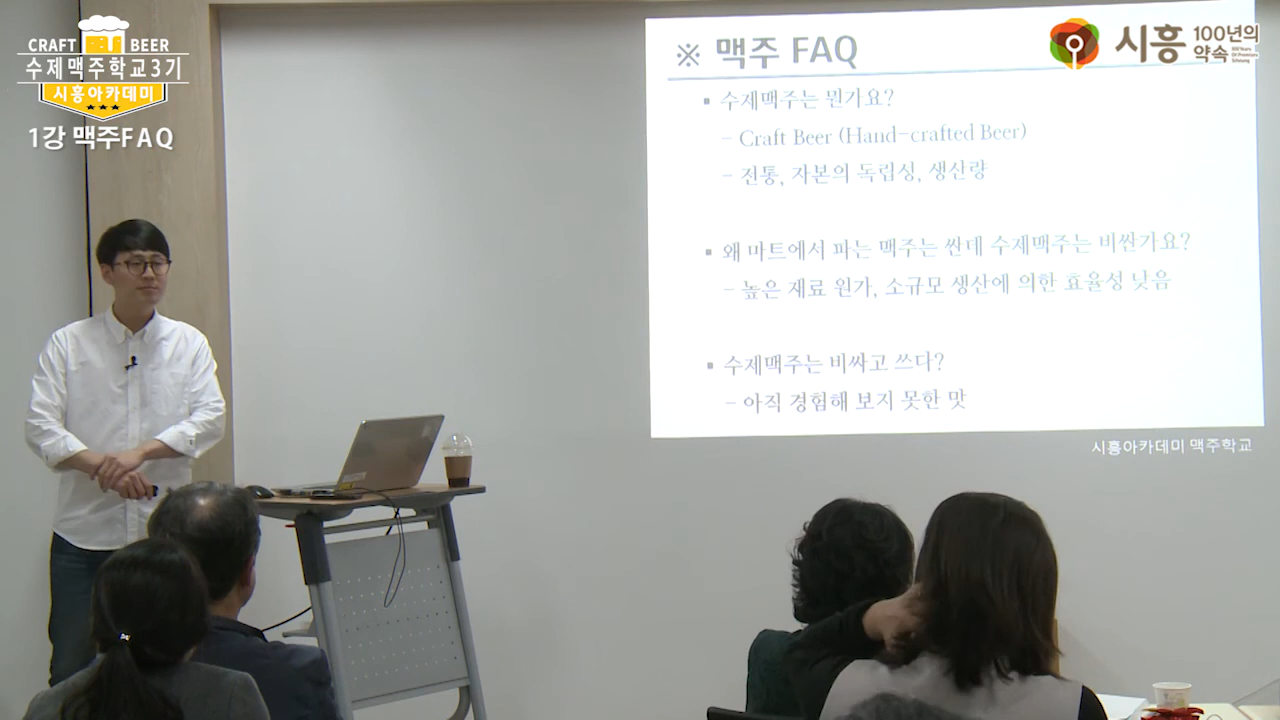 CRAFT BEER
수제맥주학교3기
시흥아카데미
1강 맥주FAQ
※ 맥주 FAQ
시흥 100년의 약속
▪ 수제맥주는 뭔가요?
- Craft Beer (Hand-crafted Beer)
- 전통, 자본의 독립성, 생산량
▪ 왜 마트에서 파는 맥주는 싼데 수제맥주는 비싼가요?
- 높은 재료 원가, 소규모 생산에 의한 효율성 낮음
▪ 수제맥주는 비싸고 쓰다?
- 아직 경험해 보지 못한 맛
시흥아카데미 맥주학교